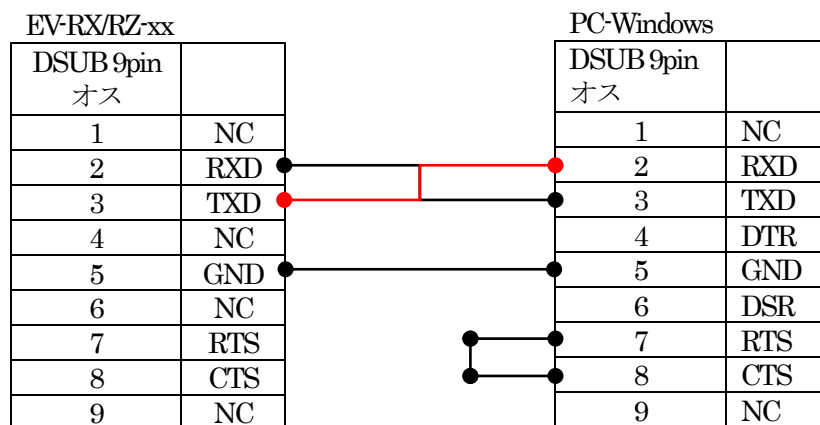 EV-RX/RZ-xx PC-Windows
DSUB 9pin DSUB 9pin
オス オス
1 NC 1 NC
2 RXD 2 RXD
3 TXD 3 TXD
4 NC 4 DTR
5 GND 5 GND
6 NC 6 DSR
7 RTS 7 RTS
8 CTS 8 CTS
9 NC 9 NC